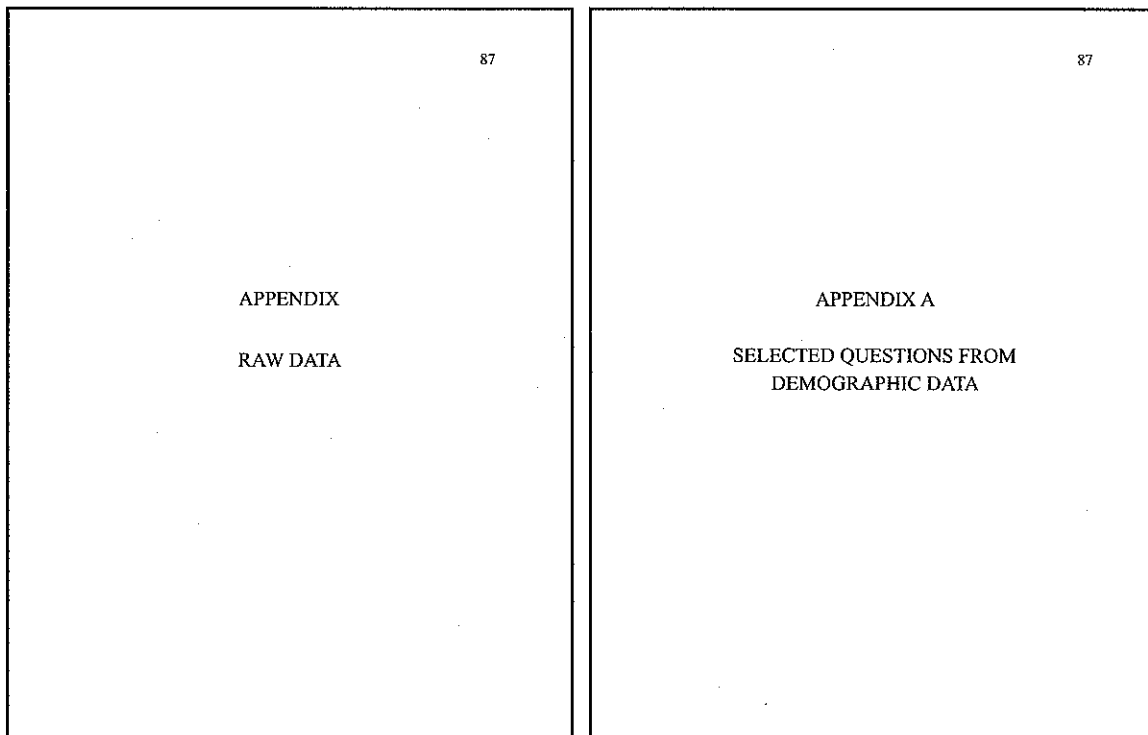 87
APPENDIX
RAW DATA
87
APPENDIX A
SELECTED QUESTIONS FROM
DEMOGRAPHIC DATA